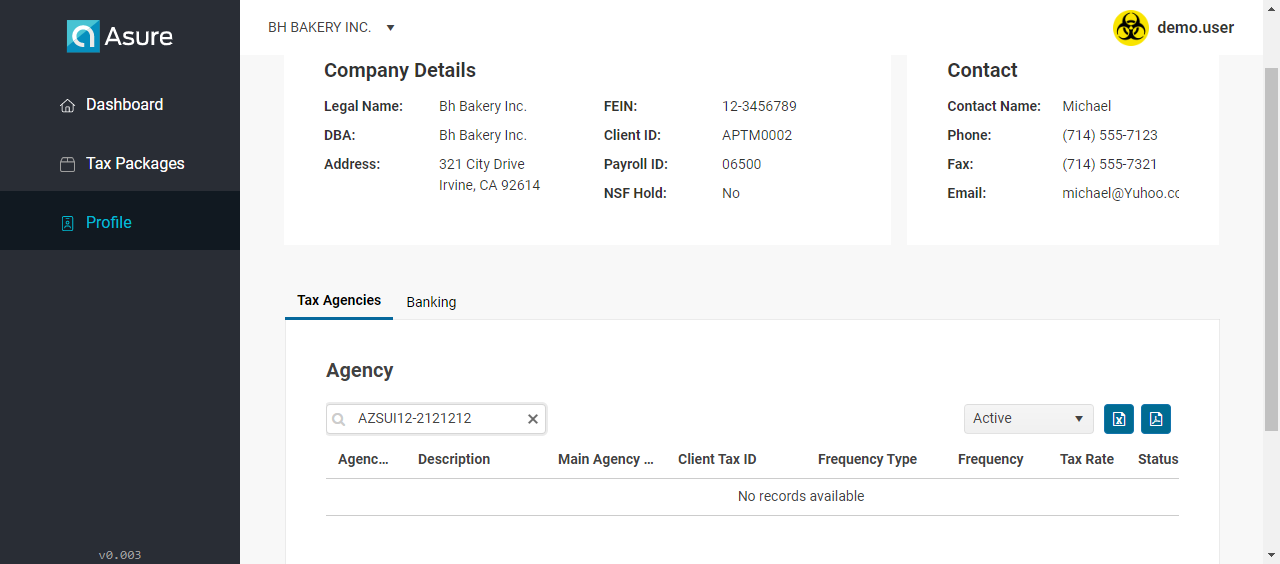 Asure
BH BAKERY INC.
demo.user
Dashboard
Tax Packages
Profile
v0.003
Company Details
Legal Name: Bh Bakery Inc.
DBA: Bh Bakery Inc.
Address: 321 City Drive
Irvine, CA 92614
FEIN: 12-3456789
Client ID: APTM0002
Payroll ID: 06500
NSF Hold: No
Contact
Contact Name: Michael
Phone: (714) 555-7123
Fax: (714) 555-7321
Email: michael@Yuhoo.cc
Tax Agencies Banking
Agency
AZSUI12-2121212
Active
Agenc... Description Main Agency ... Client Tax ID Frequency Type Frequency Tax Rate Status
No records available